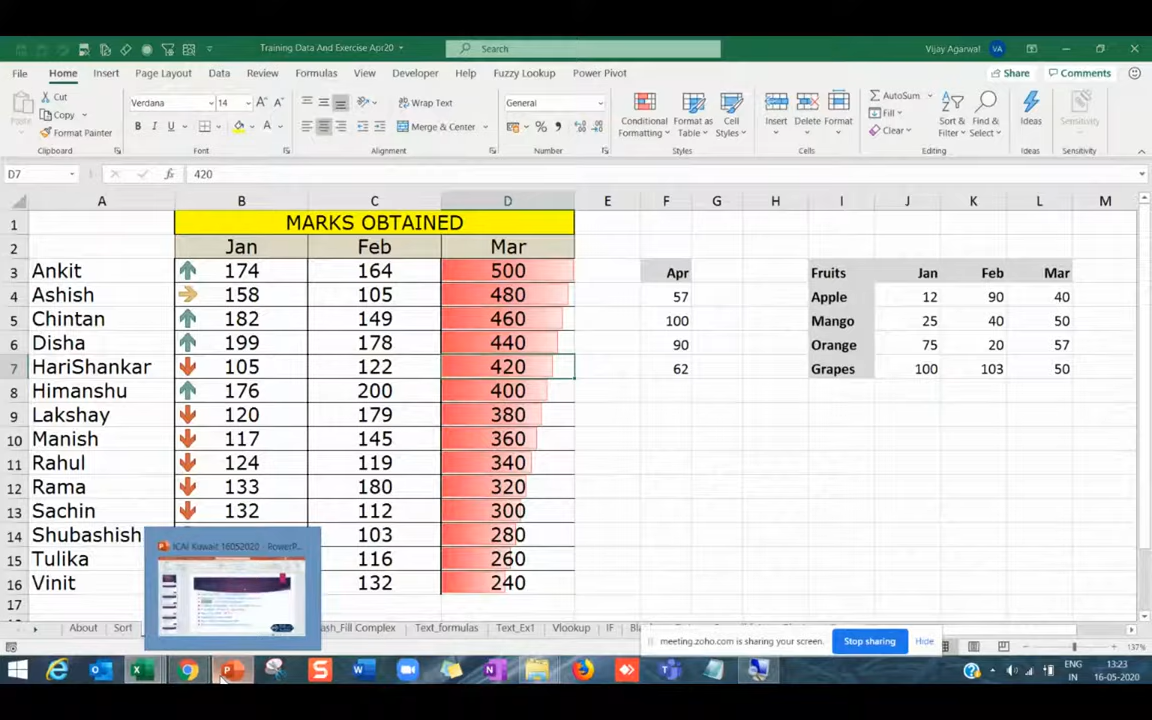 Training Data And Exercise Apr20
Search
Vijay Agarwal VA
File Home Insert Page Layout Data Review Formulas View Developer Help Fuzzy Lookup Power Pivot Share Comments
Cut
Copy
Format Painter
Paste
Clipboard
Verdana 14
B I U
Font
Wrap Text
Merge & Center
Alignment
General
Number
Conditional Formatting
Format as Table
Cell Styles
Styles
Insert Delete Format
Cells
AutoSum
Fill
Clear
Sort & Filter
Find & Select
Editing
Ideas
Ideas
Sensitivity
Sensitivity
D7 420
A B C D E F G H I J K L M
1 MARKS OBTAINED
2 Jan Feb Mar
3 Ankit 174 164 500 Apr Fruits Jan Feb Mar
4 Ashish 158 105 480 57 Apple 12 90 40
5 Chintan 182 149 460 100 Mango 25 40 50
6 Disha 199 178 440 90 Orange 75 20 57
7 HariShankar 105 122 420 62 Grapes 100 103 50
8 Himanshu 176 200 400
9 Lakshay 120 179 380
10 Manish 117 145 360
11 Rahul 124 119 340
12 Rama 133 180 320
13 Sachin 132 112 300
14 Shubashish 103 280
15 Tulika 116 260
16 Vinit 132 240
17
ICAI Kuwait 16052020 - PowerP...
About Sort Text_formulas Text_Ex1 Vlookup IF
meeting.zoho.com is sharing your screen. Stop sharing Hide
137%
ENG
IN
13:23
16-05-2020